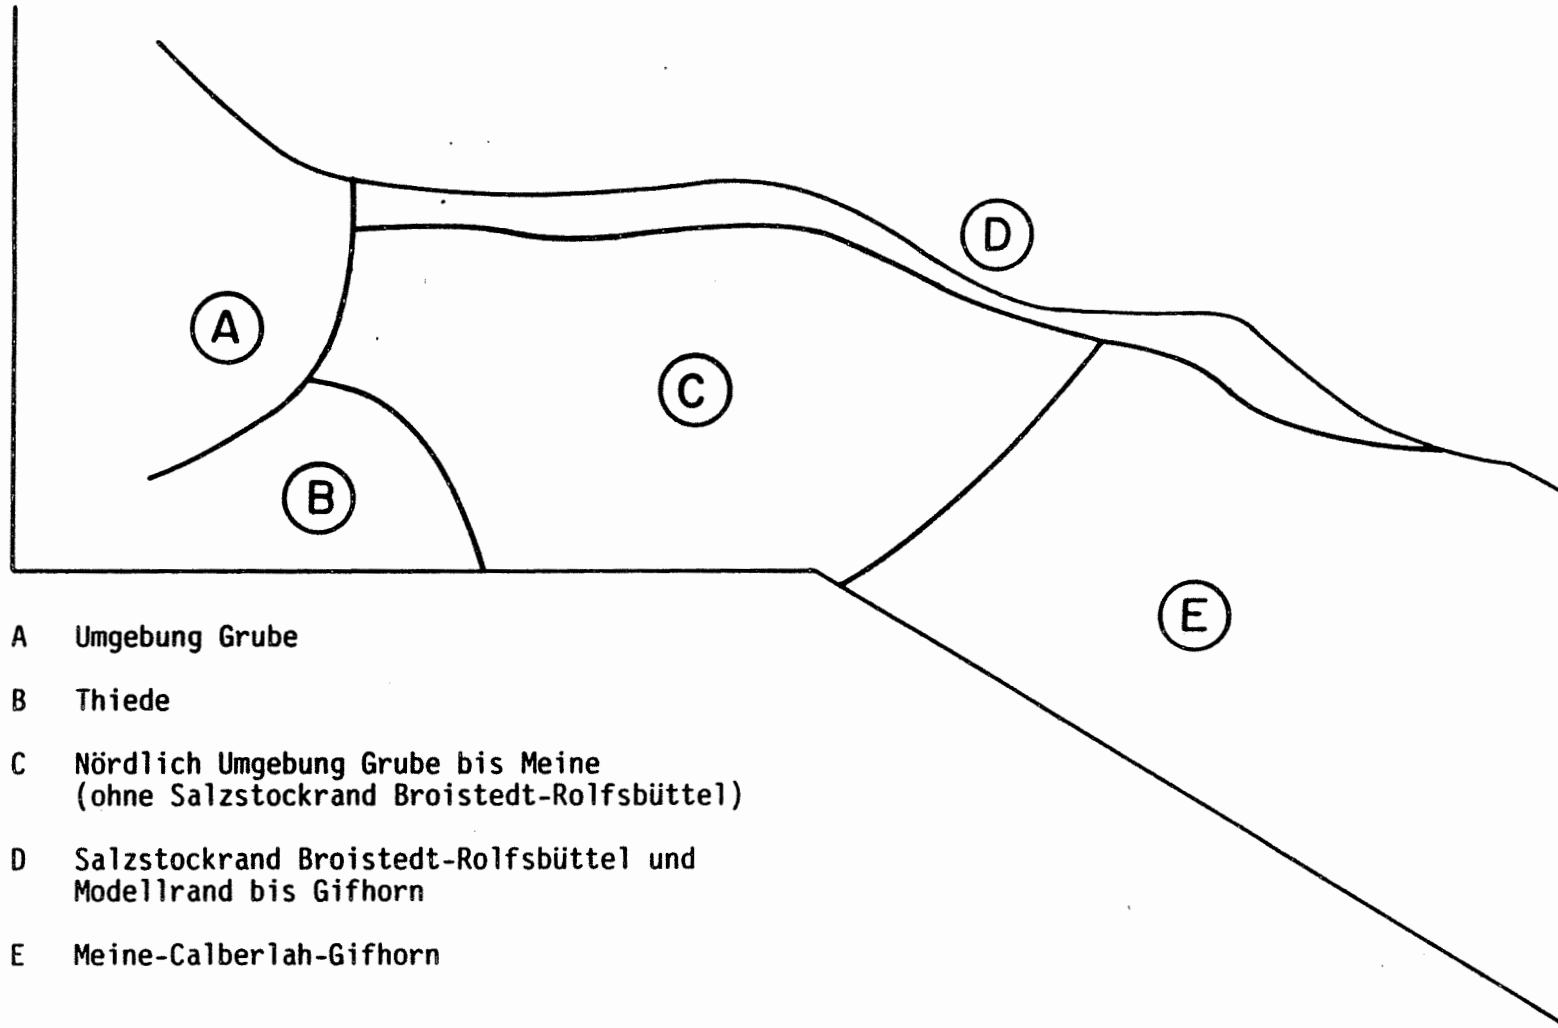 D
A
C
B
E
A Umgebung Grube
B Thiede
C Nördlich Umgebung Grube bis Meine
(ohne Salzstockrand Broistedt-Rolfsbüttel)
D Salzstockrand Broistedt-Rolfsbüttel und
Modellrand bis Gifhorn
E Meine-Calberlah-Gifhorn